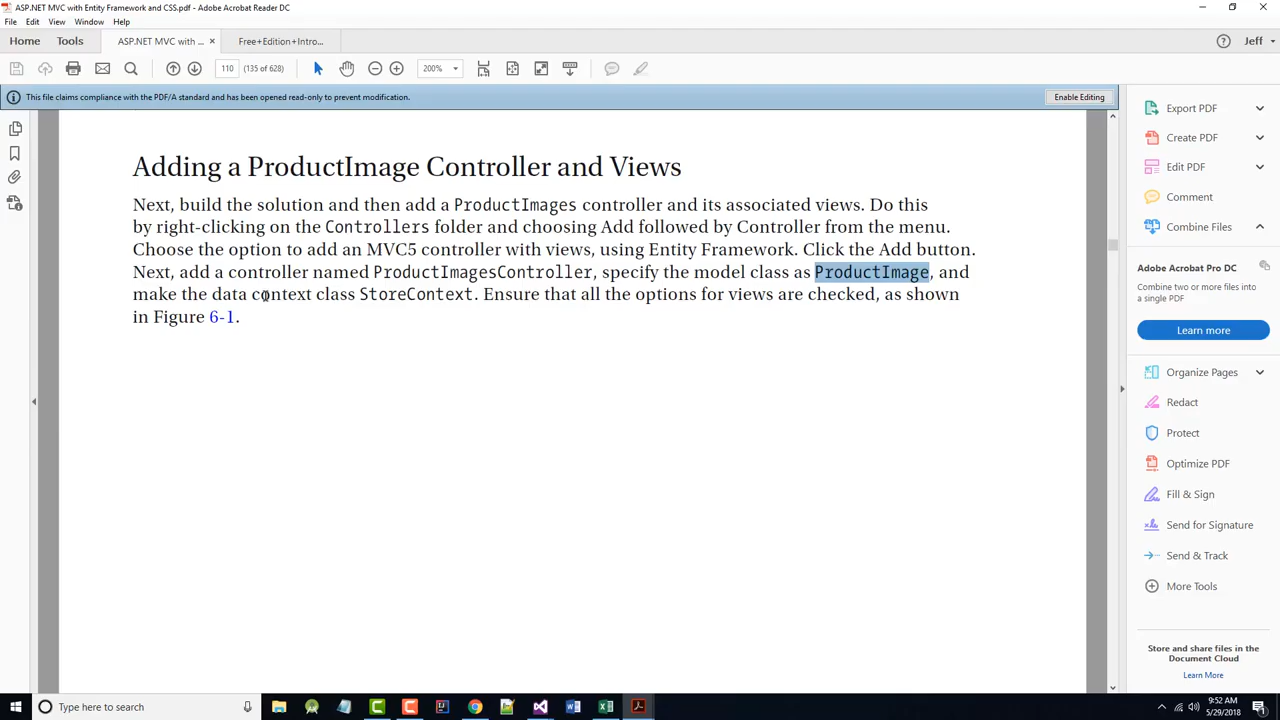 ASP.NET MVC with Entity Framework and CSS.pdf - Adobe Acrobat Reader DC
File Edit View Window Help
Home Tools ASP.NET MVC with ... × Free+Edition+Intro... Jeff
110 (135 of 628) 200%
This file claims compliance with the PDF/A standard and has been opened read-only to prevent modification. Enable Editing
Adding a ProductImage Controller and Views
Next, build the solution and then add a ProductImages controller and its associated views. Do this
by right-clicking on the Controllers folder and choosing Add followed by Controller from the menu.
Choose the option to add an MVC5 controller with views, using Entity Framework. Click the Add button.
Next, add a controller named ProductImagesController, specify the model class as ProductImage, and
make the data context class StoreContext. Ensure that all the options for views are checked, as shown
in Figure 6-1.
Export PDF
Create PDF
Edit PDF
Comment
Combine Files
Adobe Acrobat Pro DC
Combine two or more files into
a single PDF
Learn more
Organize Pages
Redact
Protect
Optimize PDF
Fill & Sign
Send for Signature
Send & Track
More Tools
Store and share files in the
Document Cloud
Learn More
Type here to search
9:52 AM
5/29/2018